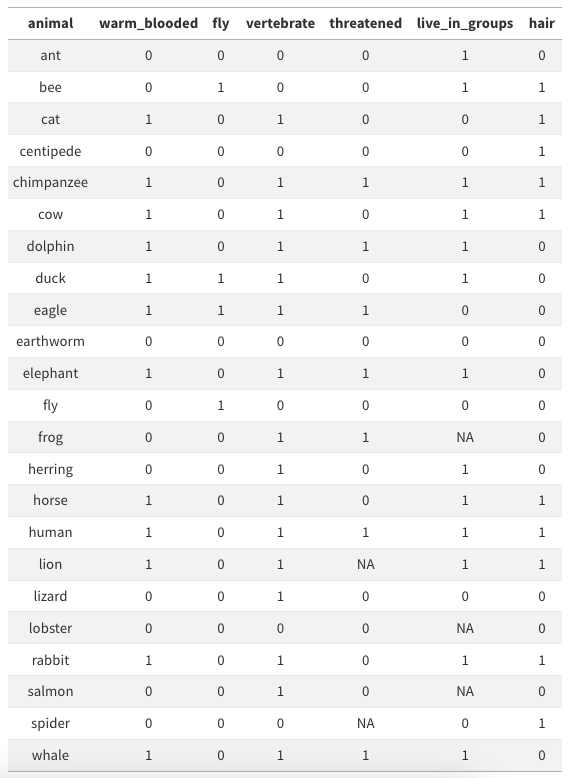 animal warm_blooded fly vertebrate threatened live_in_groups hair
ant 0 0 0 0 1 0
bee 0 1 0 0 1 1
cat 1 0 1 0 0 1
centipede 0 0 0 0 0 1
chimpanzee 1 0 1 1 1 1
cow 1 0 1 0 1 1
dolphin 1 0 1 1 1 0
duck 1 1 1 0 1 0
eagle 1 1 1 1 0 0
earthworm 0 0 0 0 0 0
elephant 1 0 1 1 1 0
fly 0 1 0 0 0 0
frog 0 0 1 1 NA 0
herring 0 0 1 0 1 0
horse 1 0 1 0 1 1
human 1 0 1 1 1 1
lion 1 0 1 NA 1 1
lizard 0 0 1 0 0 0
lobster 0 0 0 0 NA 0
rabbit 1 0 1 0 1 1
salmon 0 0 1 0 NA 0
spider 0 0 0 NA 0 1
whale 1 0 1 1 1 0